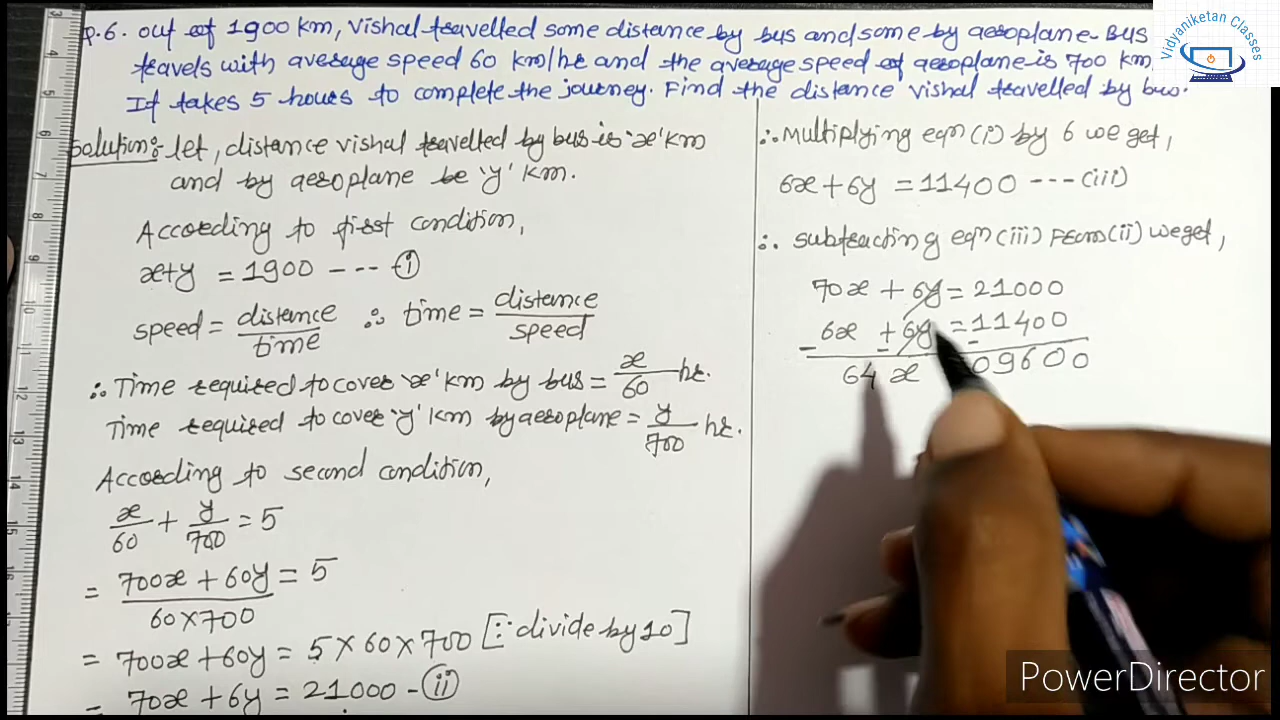 Q.6. Out of 1900 km, Vishal travelled some distance by bus and some by aeroplane. Bus
travels with average speed 60 km/hr and the average speed of aeroplane is 700 km
It takes 5 hours to complete the journey. Find the distance Vishal travelled by bus.
Solution:- let, distance vishal travelled by bus is 'x' km
and by aeroplane be 'y' km.
According to first condition,
x+y = 1900 --- (i)
speed = distance/time ∴ time = distance/speed
∴ Time required to cover 'x' km by bus = x/60 hr.
Time required to cover 'y' km by aeroplane = y/700 hr.
According to second condition,
x/60 + y/700 = 5
= 700x + 60y = 5
60×700
= 700x+60y = 5×60×700 [∵ divide by 10]
= 70x+6y = 21000 - (ii)
∴ Multiplying eqn (i) by 6 we get,
6x+6y = 11400 --- (iii)
∴ subtracting eqn (iii) From (ii) we get,
70x + 6y = 21000
6x + 6y = 11400
- - -
64 x 09600
Vidyaniketan Classes
PowerDirector